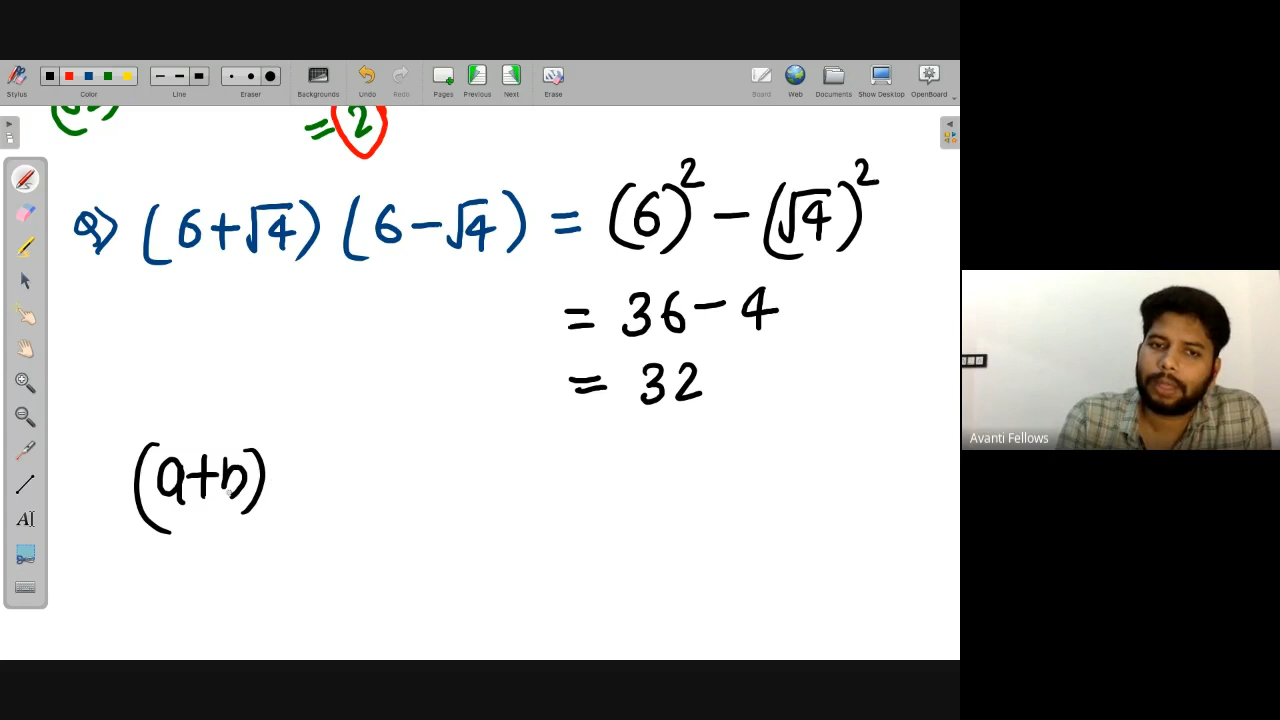 Stylus Color Line Eraser Backgrounds Undo Redo Pages Previous Next Erase Board Web Documents Show Desktop OpenBoard
= 2
Q) (6+√4) (6-√4) = (6)² - (√4)²
= 36 - 4
= 32
(a+b)
Avanti Fellows